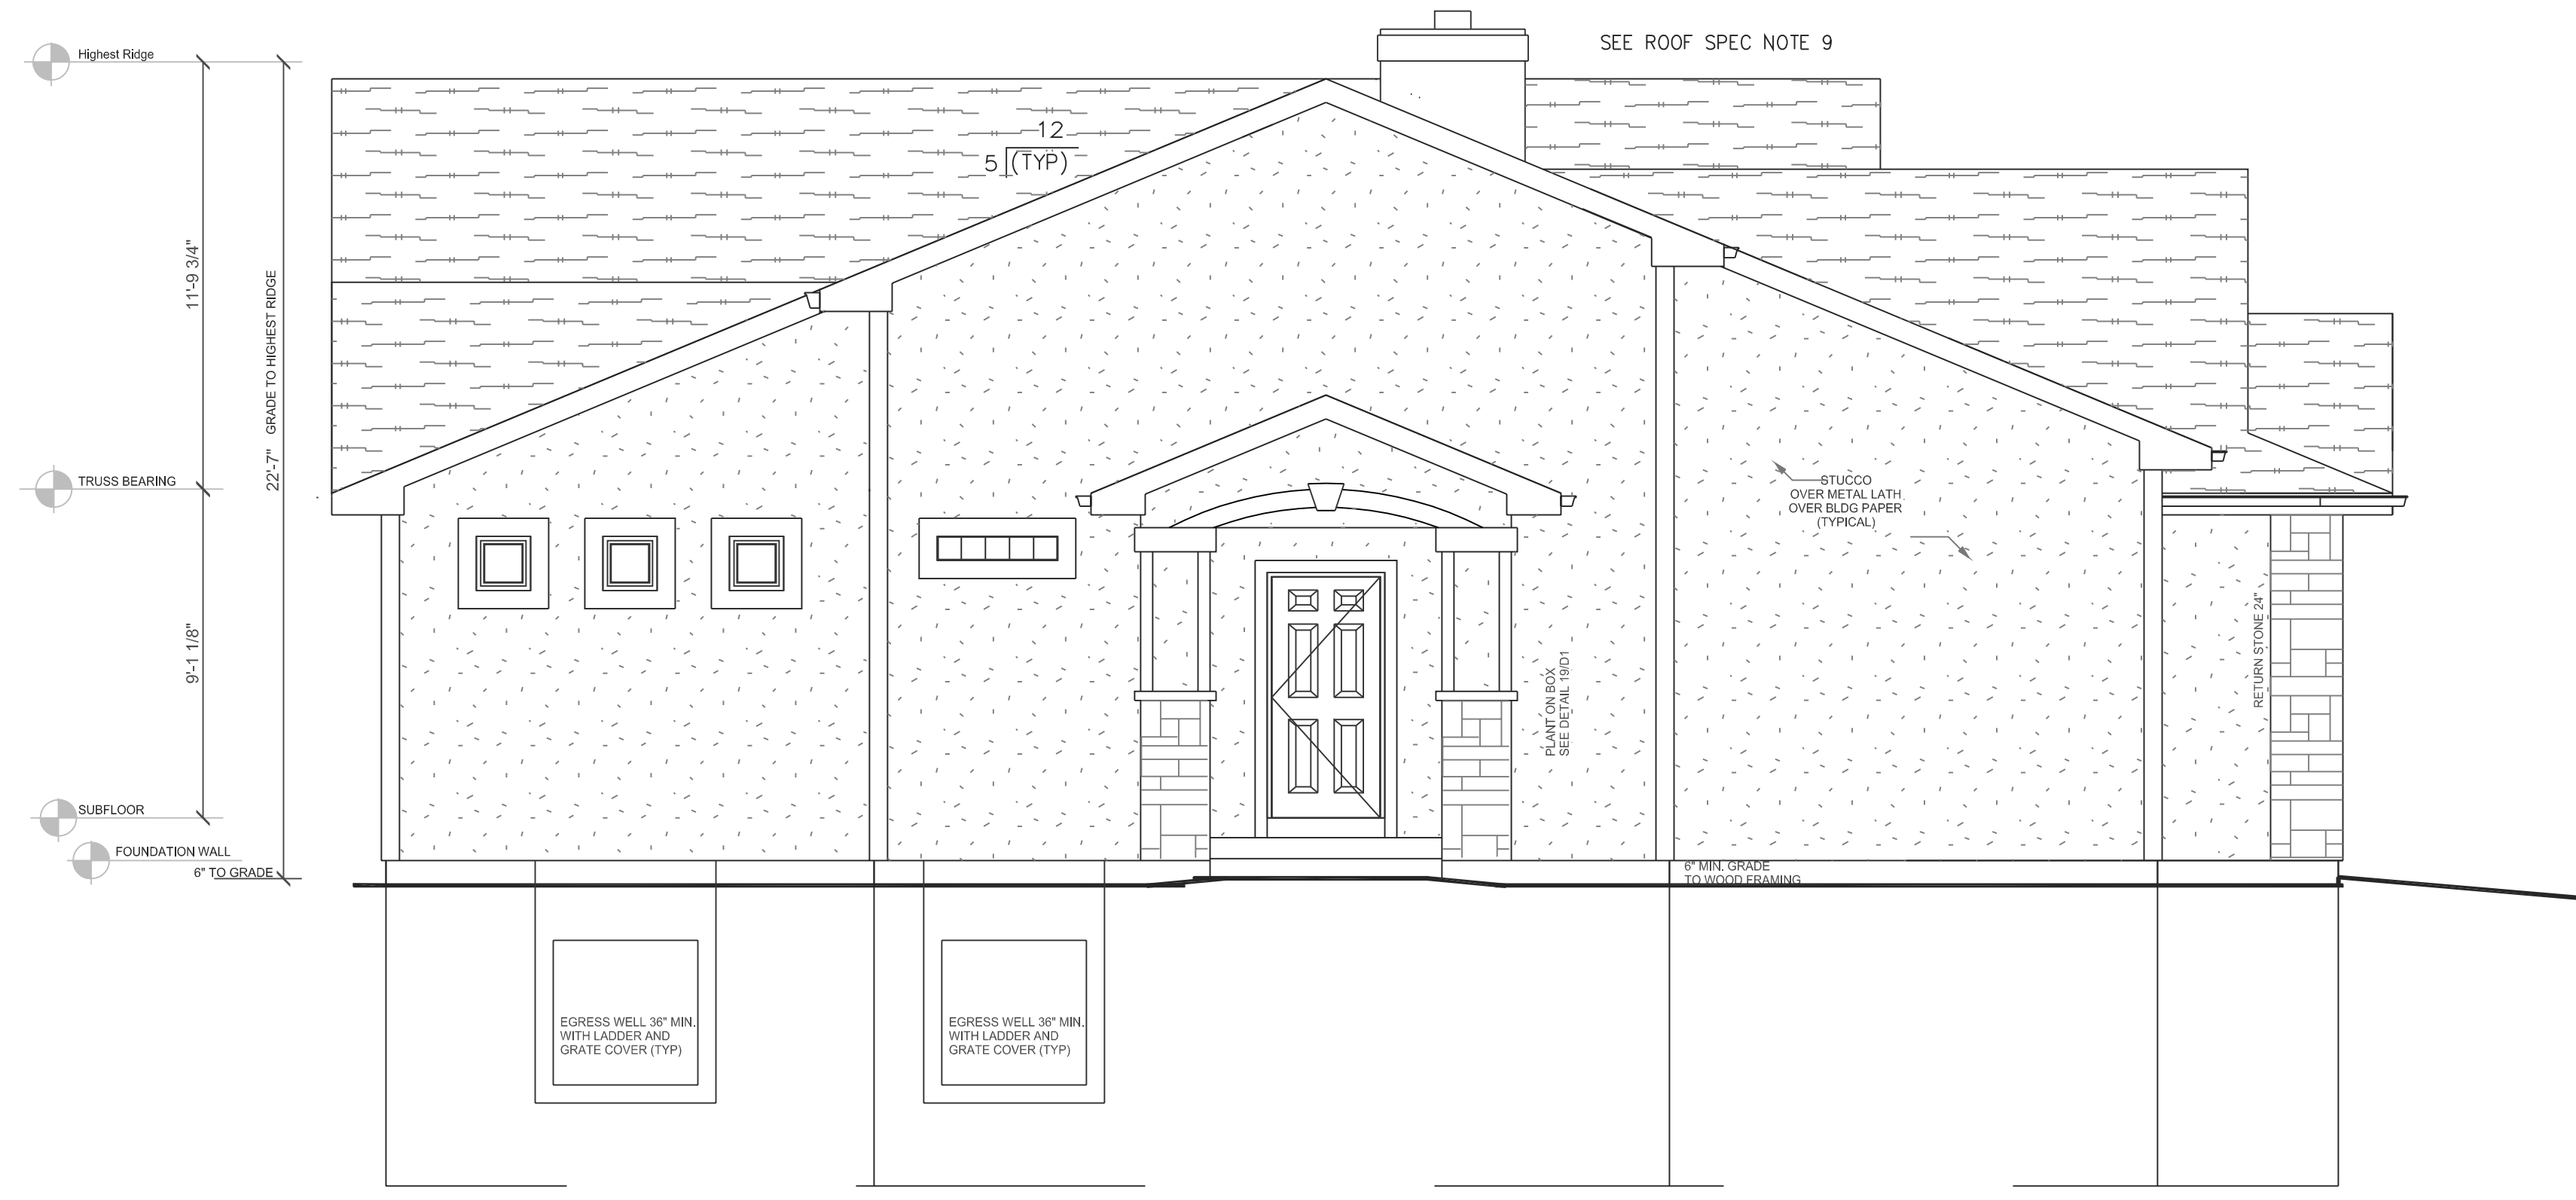 SEE ROOF SPEC NOTE 9
Highest Ridge
12
5 (TYP)
11'-9 3/4"
22'-7" GRADE TO HIGHEST RIDGE
TRUSS BEARING
STUCCO
OVER METAL LATH
OVER BLDG PAPER
(TYPICAL)
9'-1 1/8"
RETURN STONE 24"
PLANT ON BOX
SEE DETAIL 19/D1
SUBFLOOR
FOUNDATION WALL
6" TO GRADE
6" MIN. GRADE
TO WOOD FRAMING
EGRESS WELL 36" MIN.
WITH LADDER AND
GRATE COVER (TYP)
EGRESS WELL 36" MIN.
WITH LADDER AND
GRATE COVER (TYP)